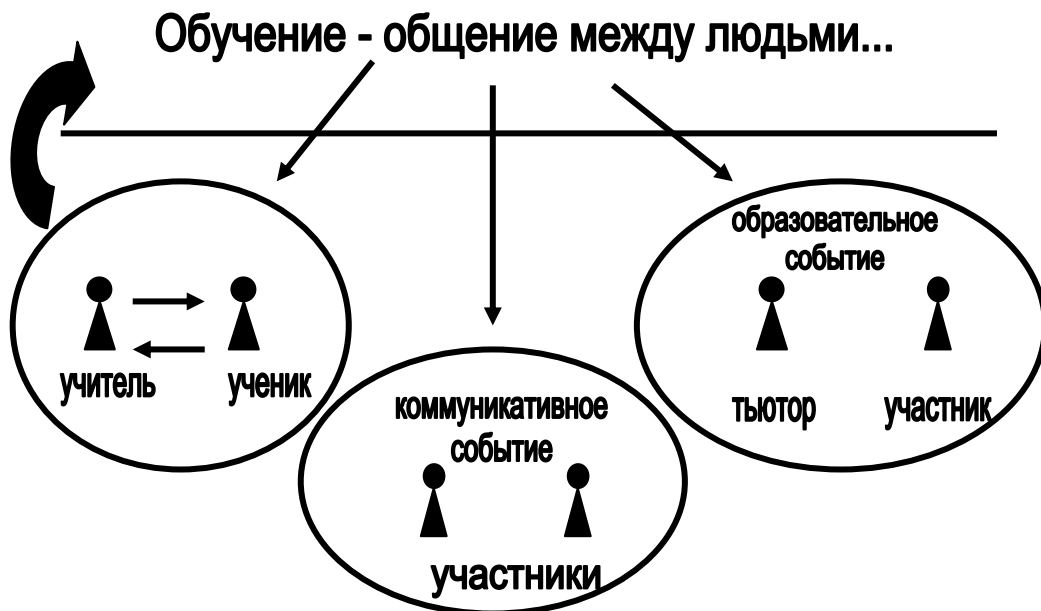 Обучение - общение между людьми...
учитель
ученик
коммуникативное
событие
участники
образовательное
событие
тьютор
участник